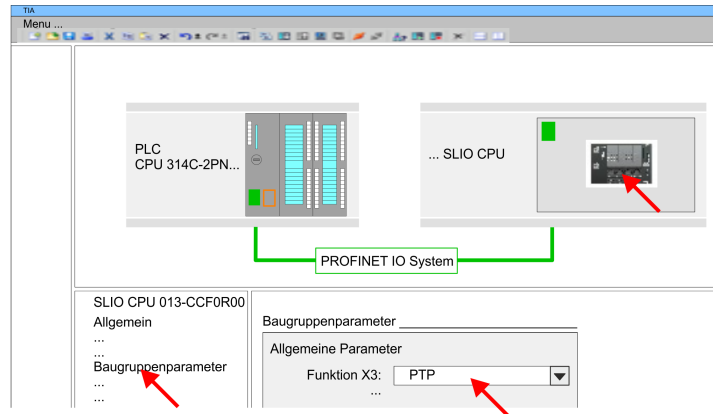 TIA
Menu ...
PLC
CPU 314C-2PN...
... SLIO CPU
PROFINET IO System
SLIO CPU 013-CCF0R00
Allgemein
...
...
Baugruppenparameter
...
...
Baugruppenparameter
Allgemeine Parameter
Funktion X3: PTP
...